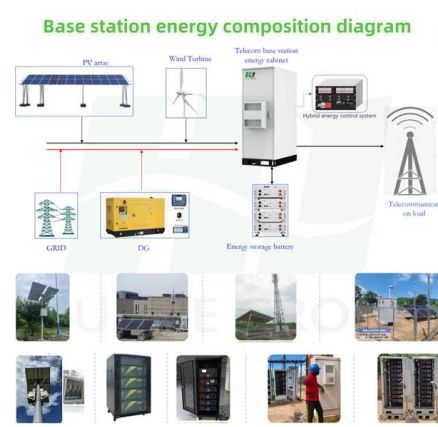 Base station energy composition diagram
PV array
Wind Turbine
Telecom base station
energy cabinet
Hybrid energy control system
Telecommunicat
on load
GRID
DG
Energy storage battery